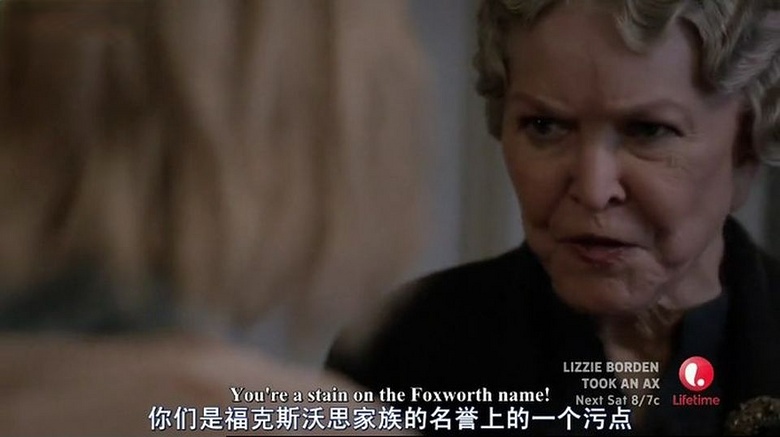 LIZZIE BORDEN
TOOK AN AX
Next Sat 8/7c
Lifetime
You're a stain on the Foxworth name!
你们是福克斯沃思家族的名誉上的一个污点